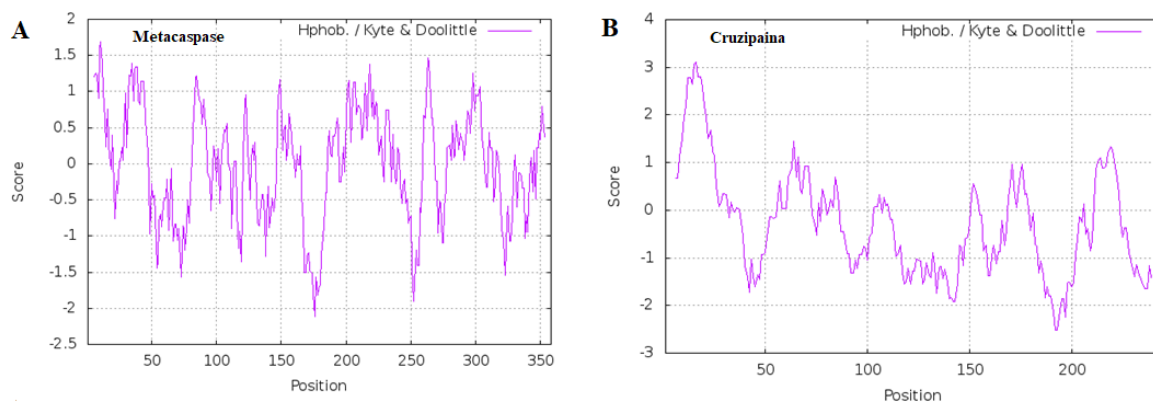 A
Metacaspase
Hphob. / Kyte & Doolittle
2
1.5
1
0.5
0
-0.5
-1
-1.5
-2
-2.5
Score
50
100
150
200
250
300
350
Position
B
Cruzipaina
Hphob. / Kyte & Doolittle
4
3
2
1
0
-1
-2
-3
Score
50
100
150
200
Position